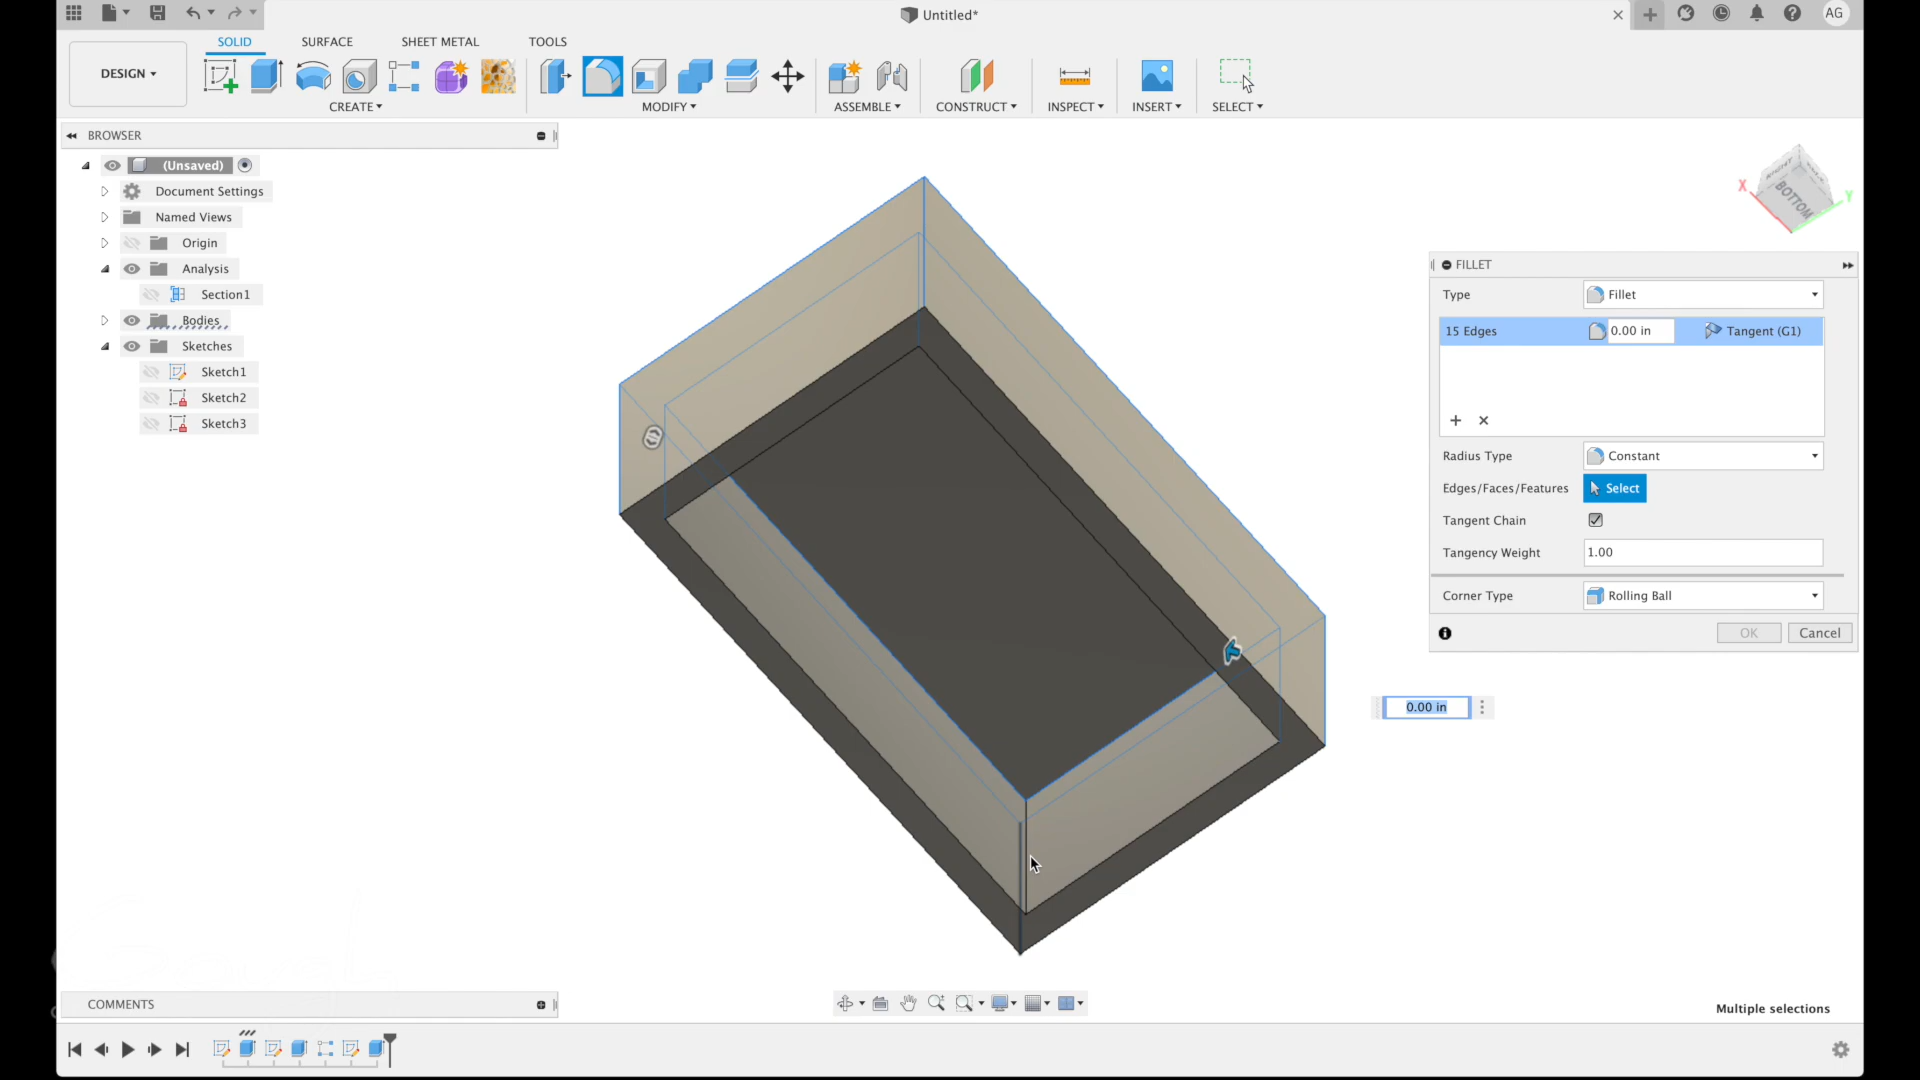 Untitled*
AG
DESIGN
SOLID
SURFACE
SHEET METAL
TOOLS
CREATE
MODIFY
ASSEMBLE
CONSTRUCT
INSPECT
INSERT
SELECT
BROWSER
(Unsaved)
Document Settings
Named Views
Origin
Analysis
Section1
Bodies
Sketches
Sketch1
Sketch2
Sketch3
X
Y
RIGHT
BOTTOM
FILLET
Type
Fillet
15 Edges
0.00 in
Tangent (G1)
Radius Type
Constant
Edges/Faces/Features
Select
Tangent Chain
Tangency Weight
1.00
Corner Type
Rolling Ball
OK
Cancel
0.00 in
COMMENTS
Multiple selections